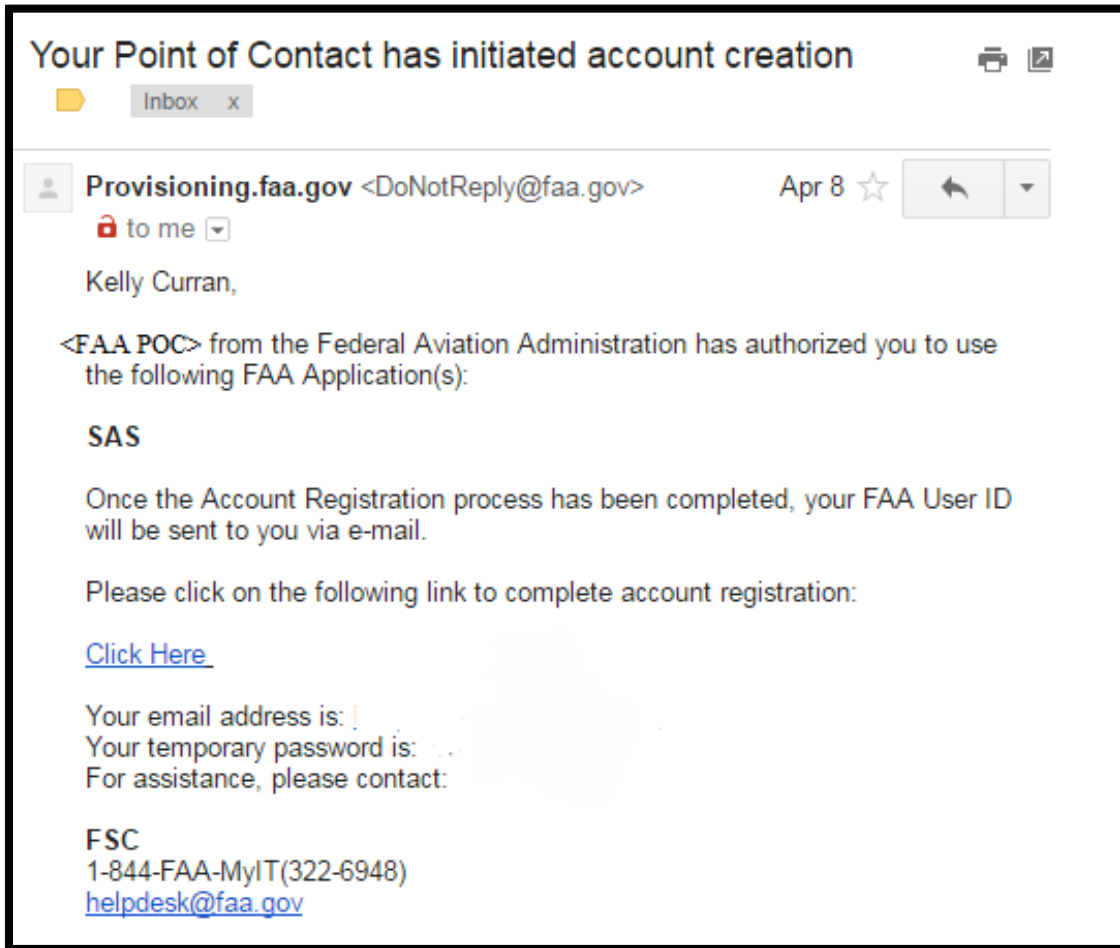 Your Point of Contact has initiated account creation
Inbox x
Provisioning.faa.gov <DoNotReply@faa.gov> Apr 8
to me
Kelly Curran,
<FAA POC> from the Federal Aviation Administration has authorized you to use
the following FAA Application(s):
SAS
Once the Account Registration process has been completed, your FAA User ID
will be sent to you via e-mail.
Please click on the following link to complete account registration:
Click Here
Your email address is:
Your temporary password is:
For assistance, please contact:
FSC
1-844-FAA-MyIT(322-6948)
helpdesk@faa.gov